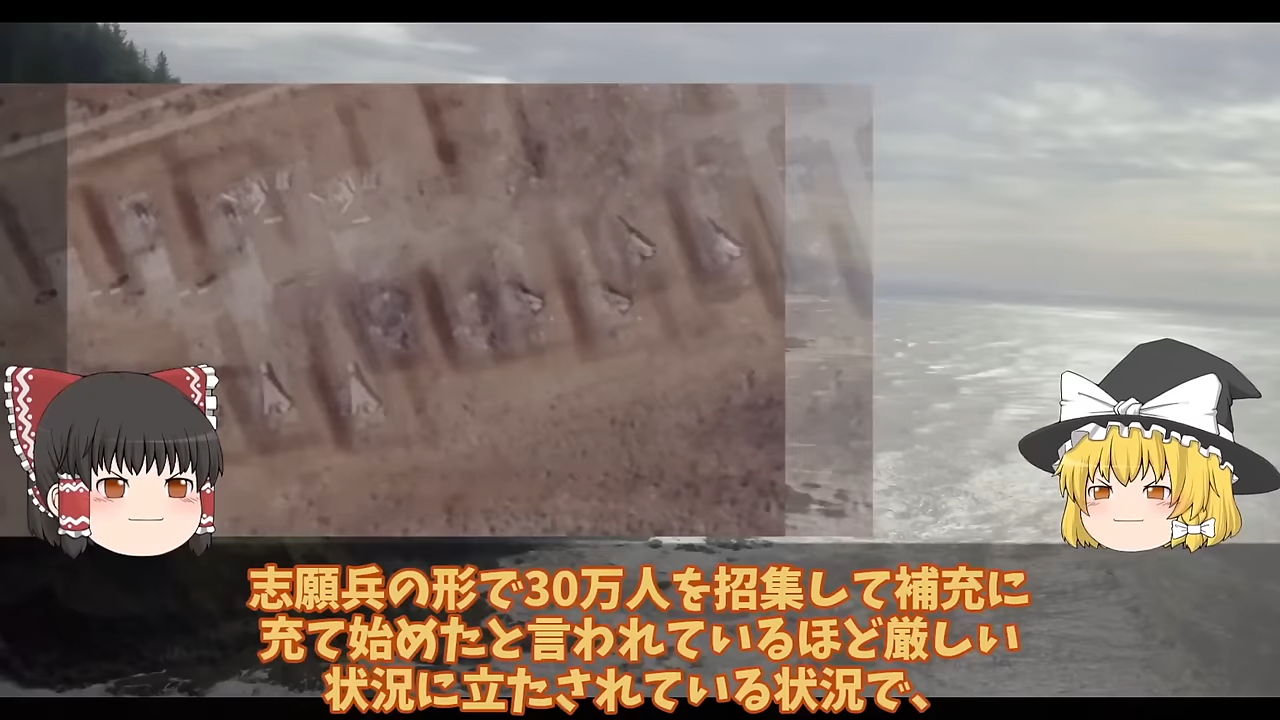 志願兵の形で30万人を招集して補充に
充て始めたと言われているほど厳しい
状況に立たされている状況で、